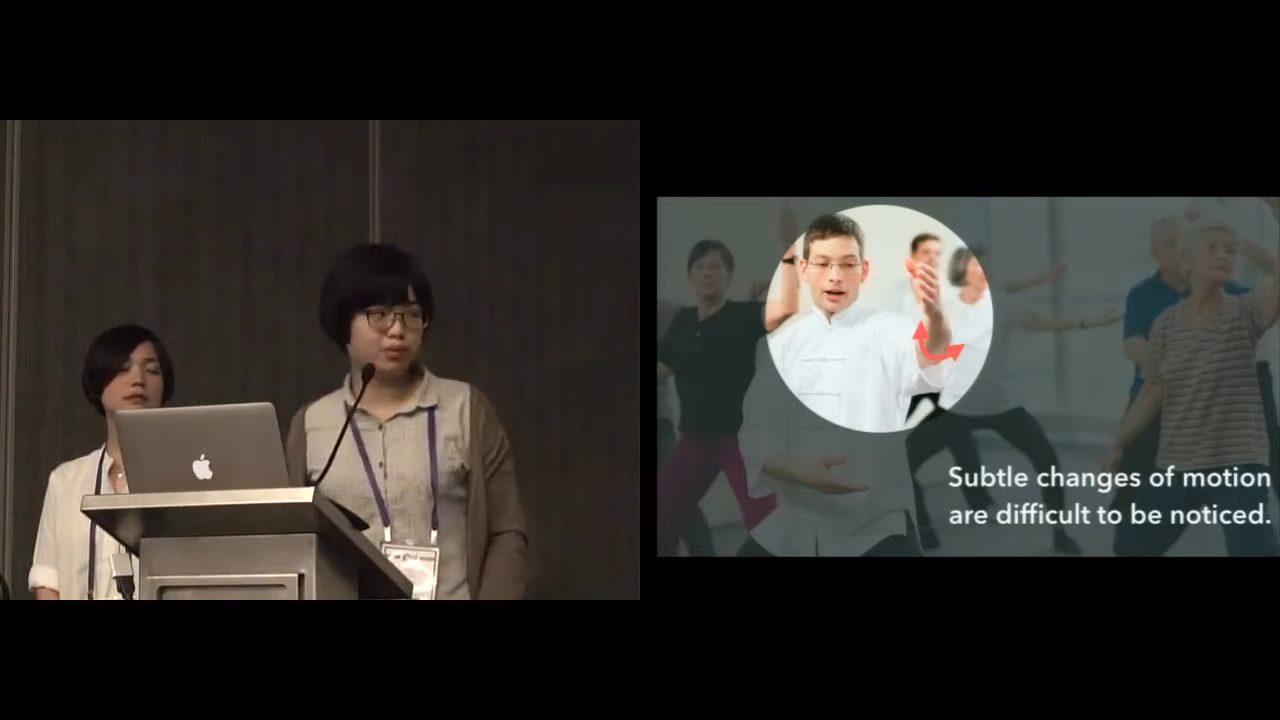 Subtle changes of motion
are difficult to be noticed.